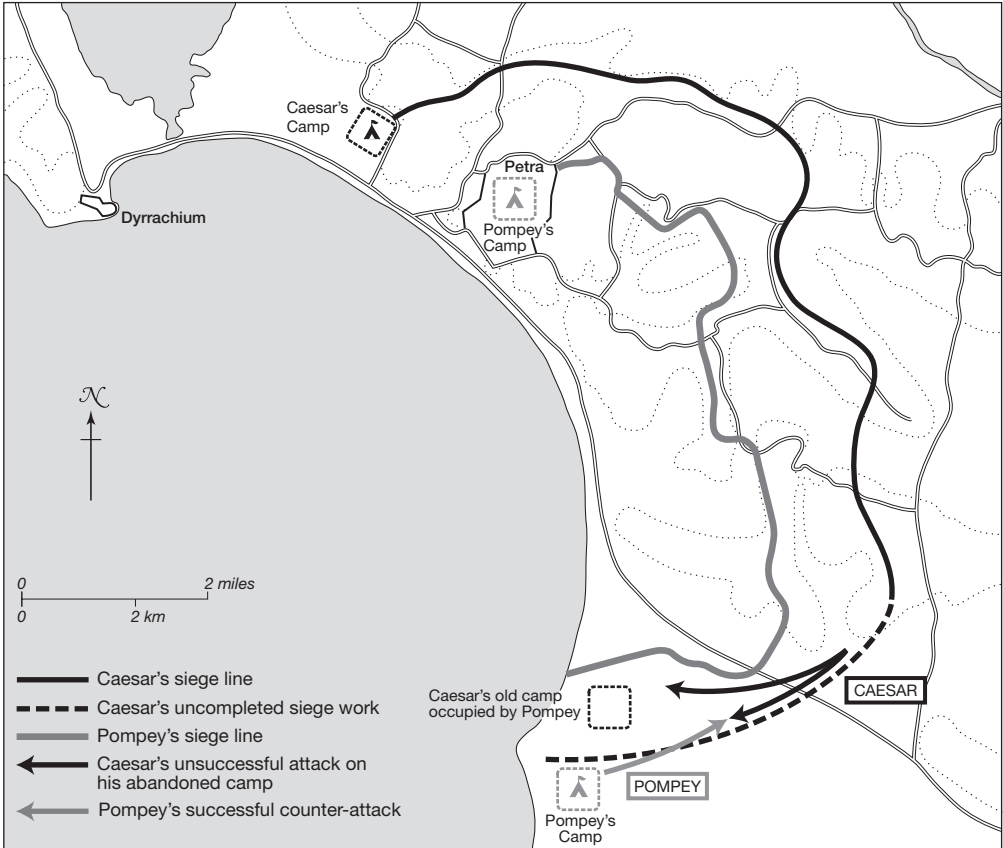 Caesar's
Camp
Petra
Pompey's
Camp
Dyrrachium
N
0
2 miles
0
2 km
Caesar's siege line
Caesar's uncompleted siege work
Pompey's siege line
Caesar's unsuccessful attack on
his abandoned camp
Pompey's successful counter-attack
Caesar's old camp
occupied by Pompey
CAESAR
POMPEY
Pompey's
Camp